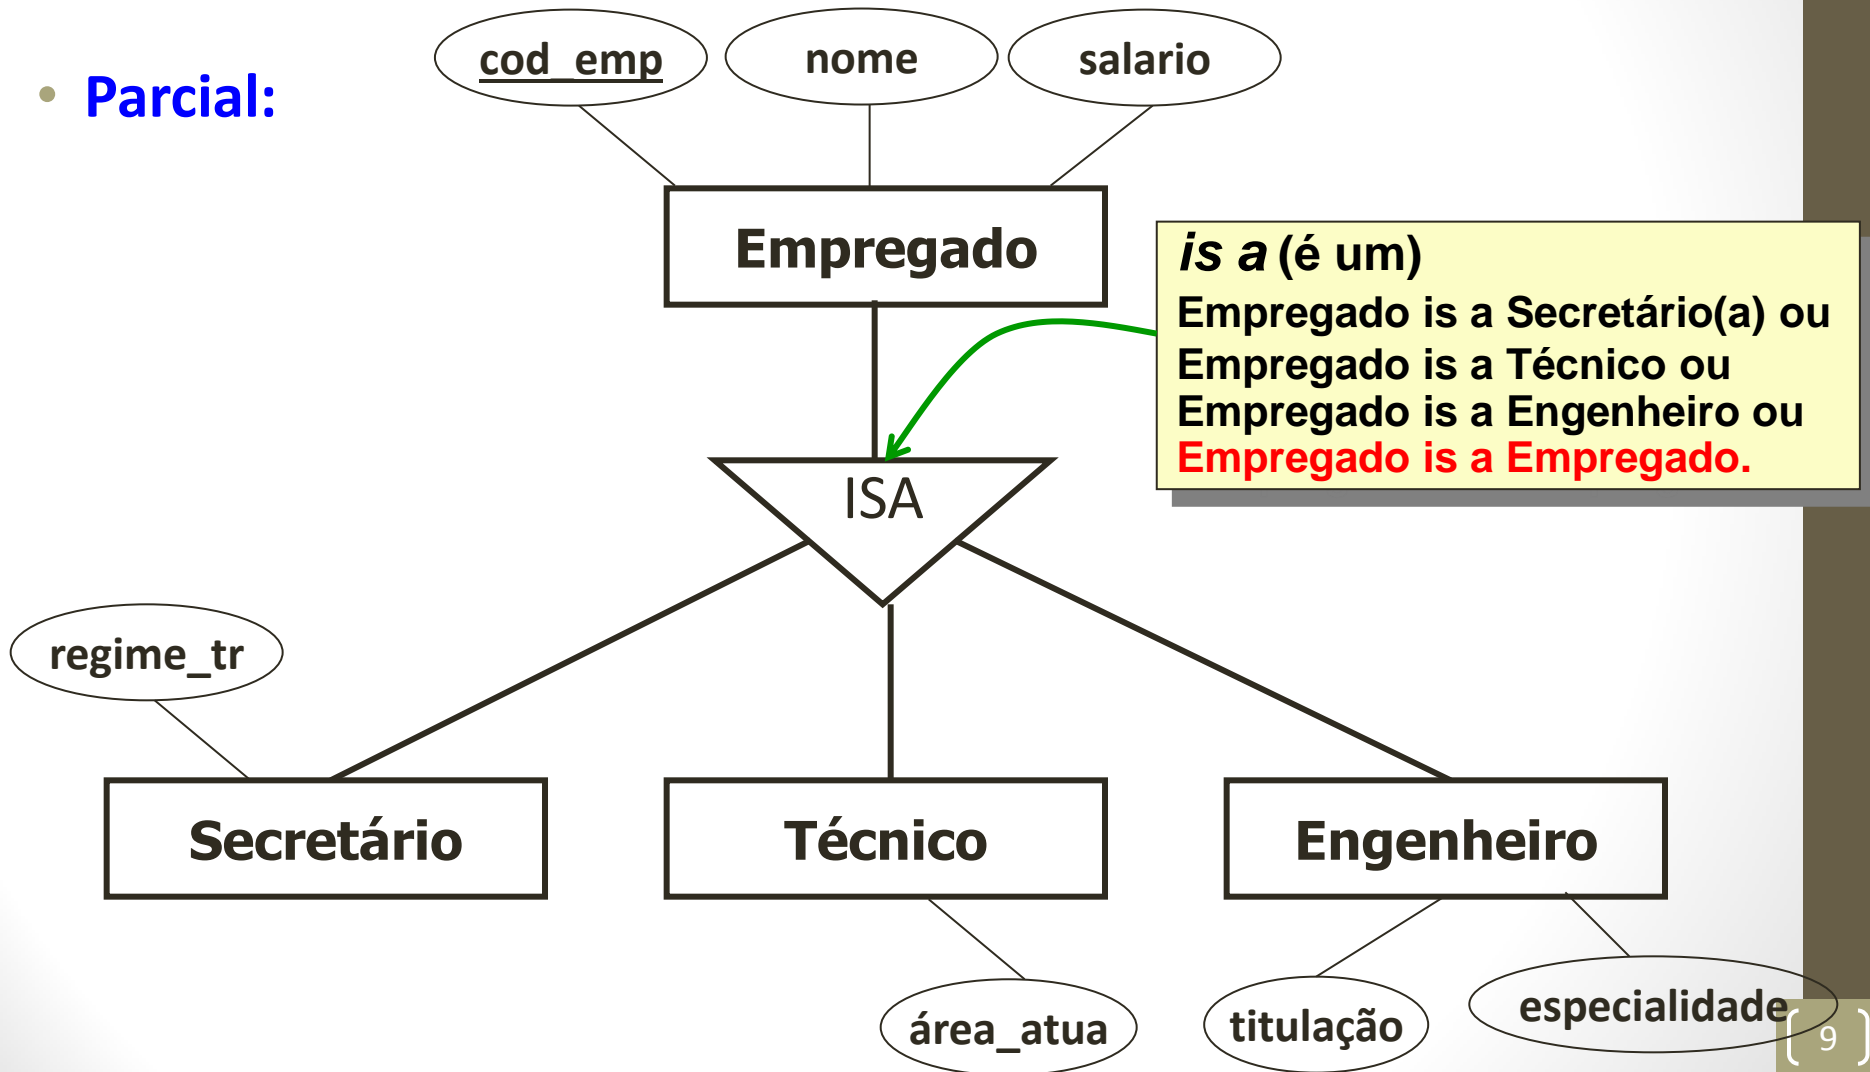 cod_emp
nome
salario
• Parcial:
Empregado
is a (é um)
Empregado is a Secretário(a) ou
Empregado is a Técnico ou
Empregado is a Engenheiro ou
Empregado is a Empregado.
ISA
regime_tr
Secretário
Técnico
Engenheiro
área_atua
titulação
especialidade
9